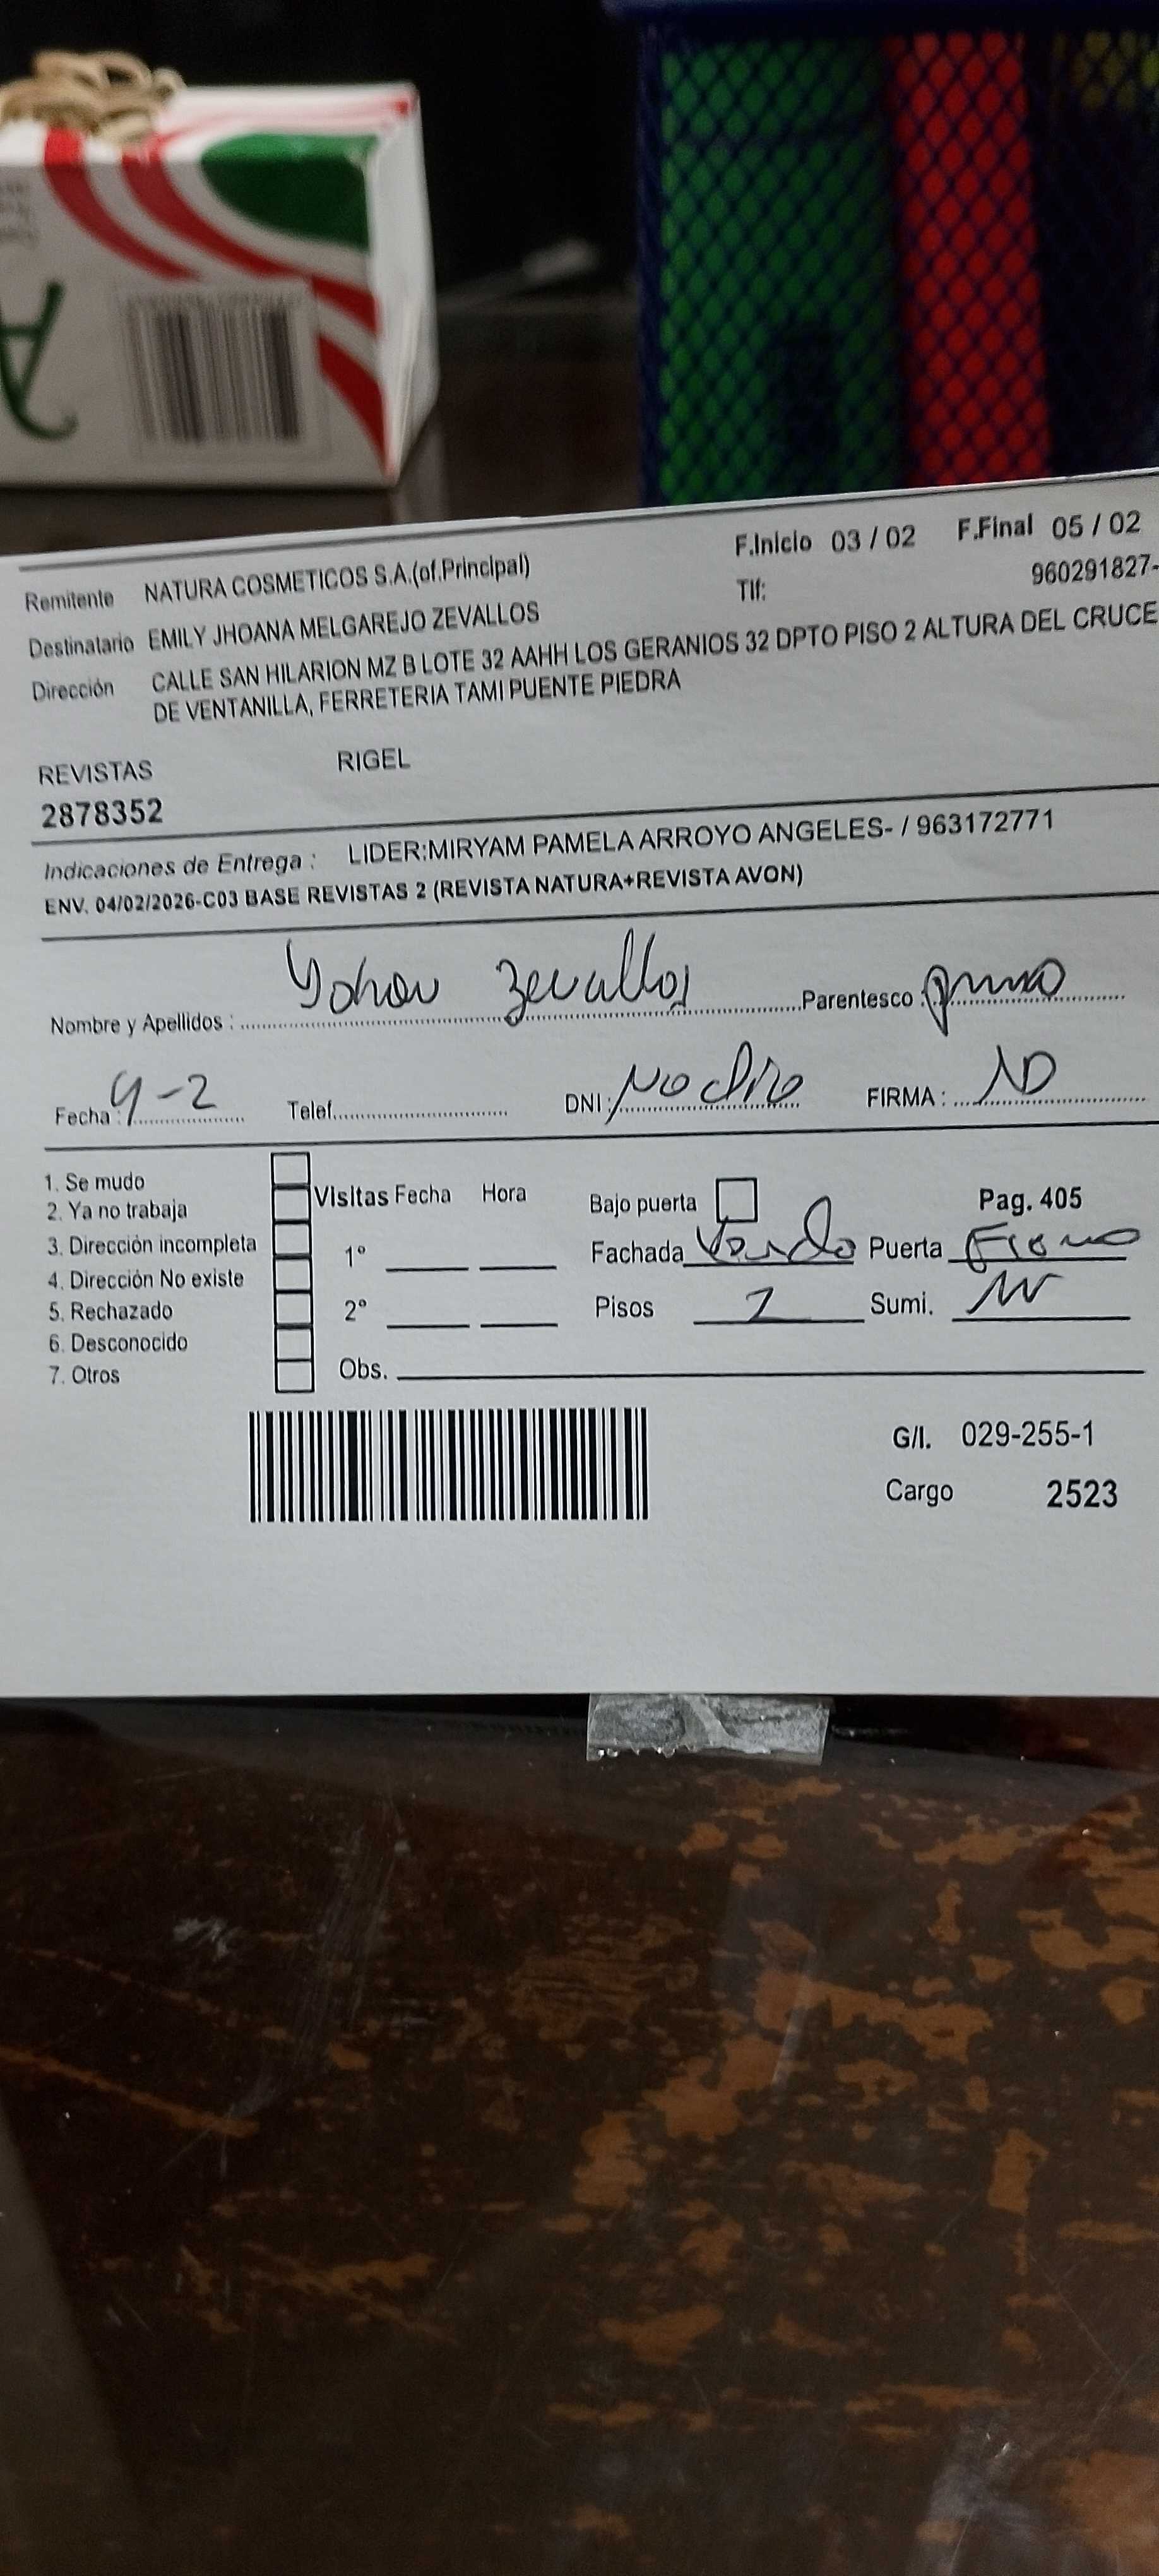 F.Inicio 03 / 02 F.Final 05 / 02
Remitente NATURA COSMETICOS S.A.(of.Principal)
Tlf: 960291827-
Destinatario EMILY JHOANA MELGAREJO ZEVALLOS
Dirección CALLE SAN HILARION MZ B LOTE 32 AAHH LOS GERANIOS 32 DPTO PISO 2 ALTURA DEL CRUCE
DE VENTANILLA, FERRETERIA TAMI PUENTE PIEDRA
REVISTAS RIGEL
2878352
Indicaciones de Entrega : LIDER:MIRYAM PAMELA ARROYO ANGELES- / 963172771
ENV. 04/02/2026-C03 BASE REVISTAS 2 (REVISTA NATURA+REVISTA AVON)
Nombre y Apellidos : Zevallos Parentesco : primo
Fecha : 4-2 Telef. DNI: No dio FIRMA :
1. Se mudo
2. Ya no trabaja
3. Dirección incompleta
4. Dirección No existe
5. Rechazado
6. Desconocido
7. Otros
Visitas Fecha Hora
1°
2°
Obs.
Bajo puerta Pag. 405
Fachada Puerta
Pisos Sumi.
G/I. 029-255-1
Cargo 2523